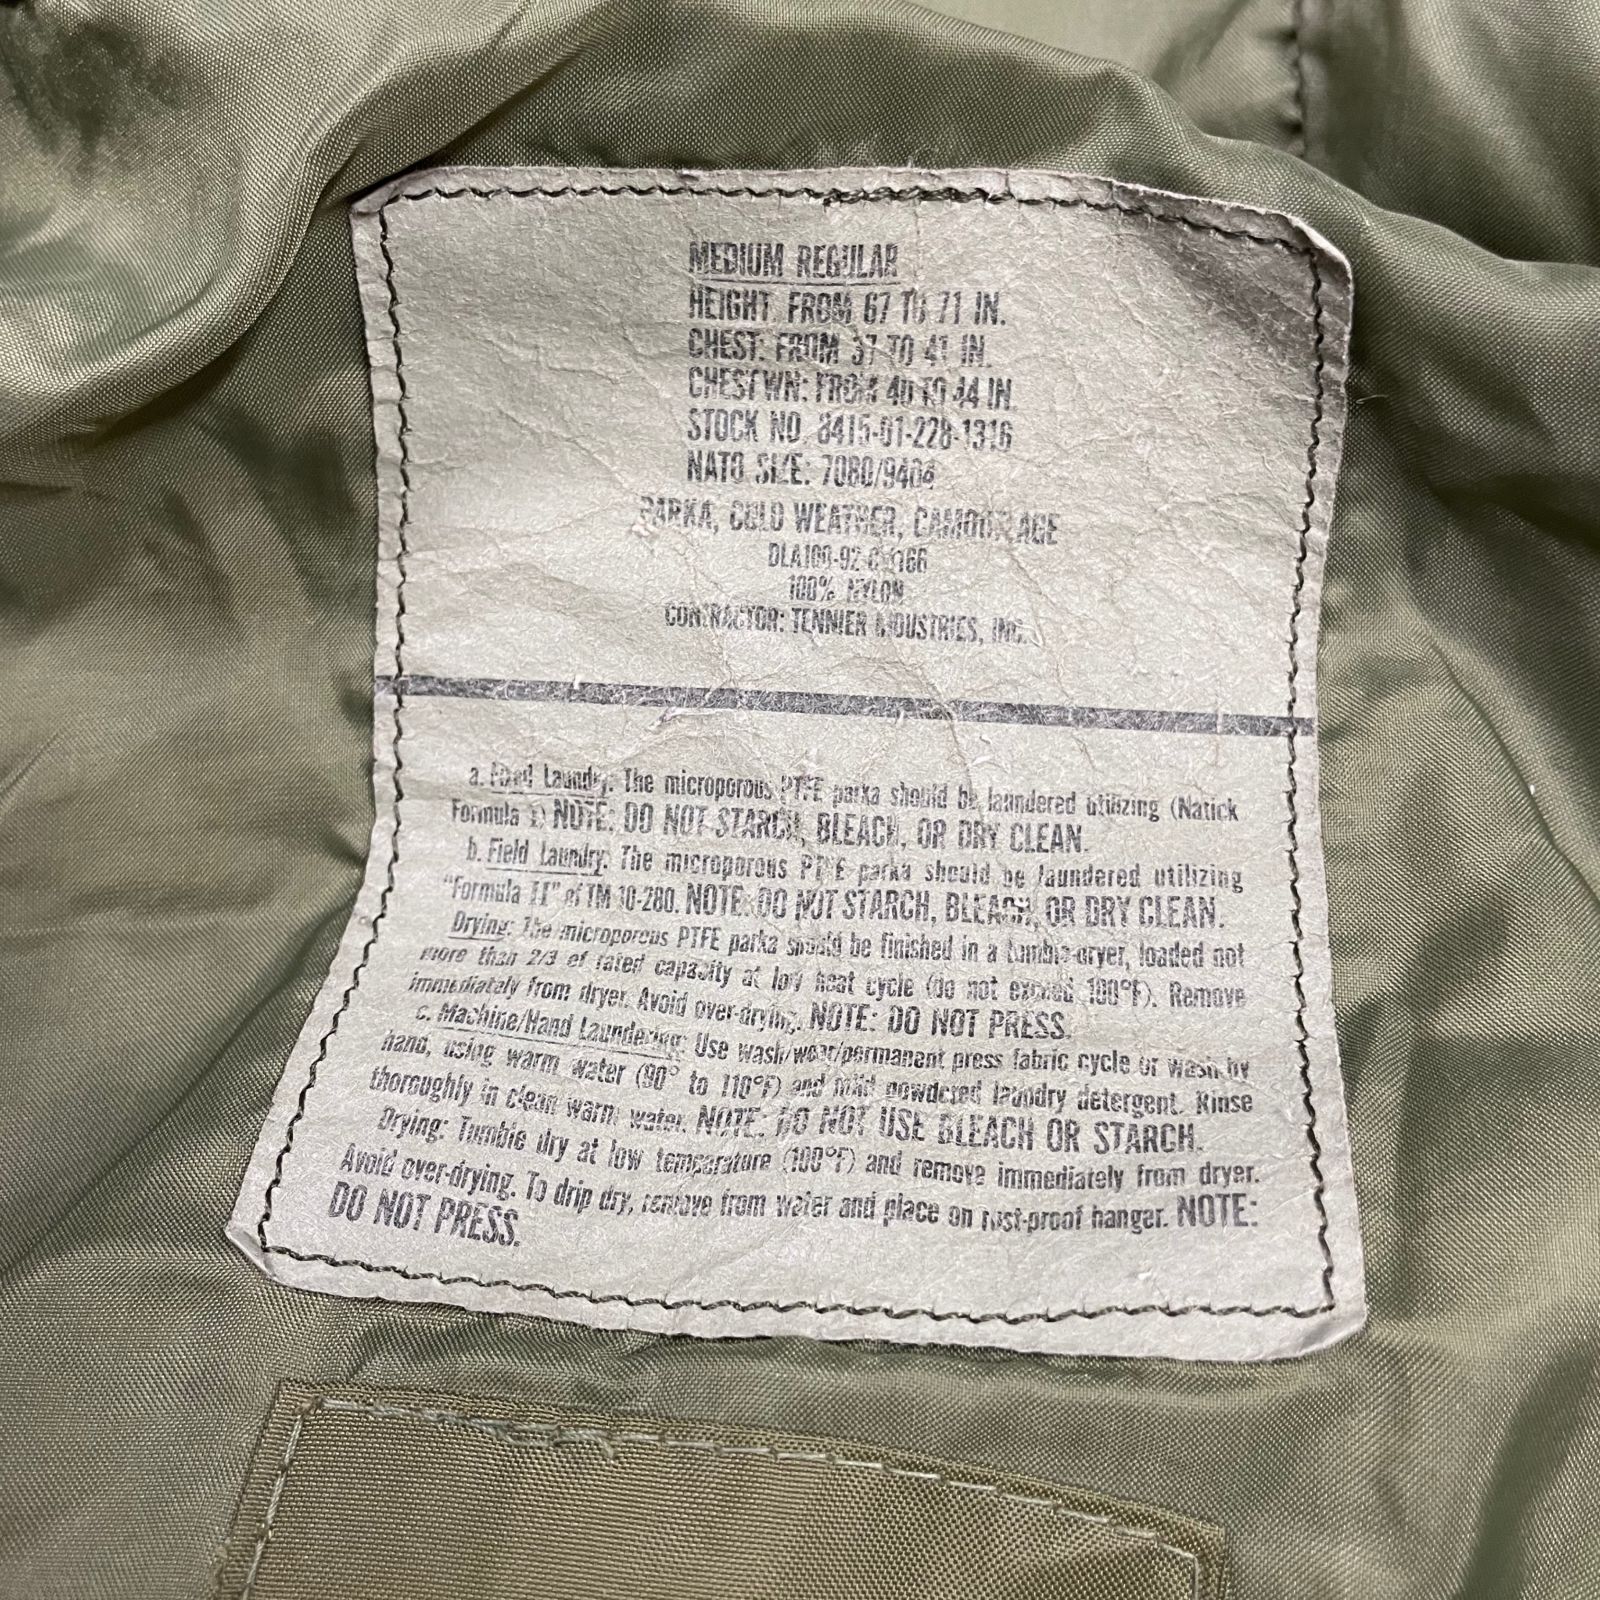 MEDIUM REGULAR
HEIGHT. FROM 67 TO 71 IN.
CHEST: FROM 37 TO 41 IN.
CHESTWN: FROM 40 TO 44 IN.
STOCK NO. 8415-01-228-1316
NATO SIZE: 7080/9404
PARKA, COLD WEATHER, CAMOUFLAGE
DLA100-92-C
100% NYLON
CONTRACTOR: TENNIER INDUSTRIES, INC.
a. Fixed Laundry: The microporous PTFE parka should be laundered utilizing (Natick
Formula I) NOTE: DO NOT STARCH, BLEACH, OR DRY CLEAN.
b. Field Laundry: The microporous PTFE parka should be laundered utilizing
"Formula II" of TM 10-280. NOTE: DO NOT STARCH, BLEACH, OR DRY CLEAN.
Drying: The microporous PTFE parka should be finished in a tumble-dryer, loaded not
more than 2/3 of rated capacity at low heat cycle (do not exceed 100°F). Remove
immediately from dryer. Avoid over-drying. NOTE: DO NOT PRESS.
c. Machine/Hand Laundering: Use wash/wear/permanent press fabric cycle or wash by
hand, using warm water (90° to 110°F) and mild powdered laundry detergent. Rinse
thoroughly in clean warm water. NOTE: DO NOT USE BLEACH OR STARCH.
Drying: Tumble dry at low temperature (100°F) and remove immediately from dryer.
Avoid over-drying. To drip dry, remove from water and place on rust-proof hanger. NOTE:
DO NOT PRESS.